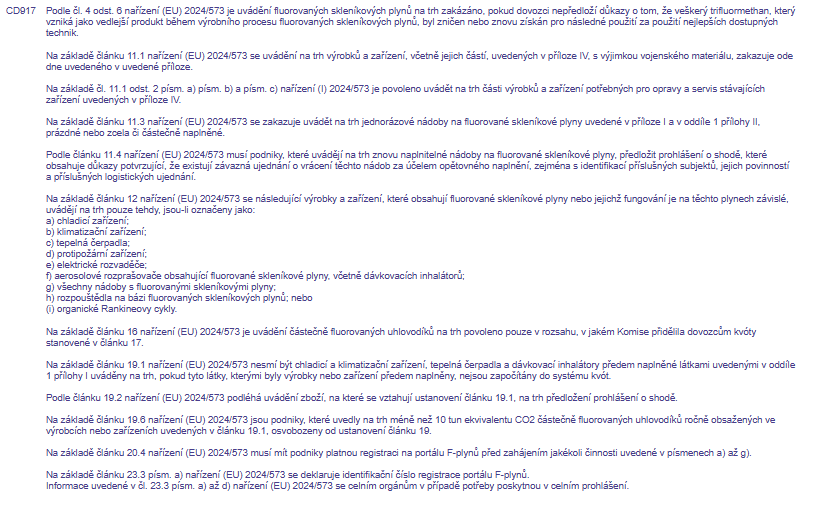 CD917 Podle čl. 4 odst. 6 nařízení (EU) 2024/573 je uvádění fluorovaných skleníkových plynů na trh zakázáno, pokud dovozci nepředloží důkazy o tom, že veškerý trifluormethan, který
vzniká jako vedlejší produkt během výrobního procesu fluorovaných skleníkových plynů, byl zničen nebo znovu získán pro následné použití za použití nejlepších dostupných
technik.
Na základě článku 11.1 nařízení (EU) 2024/573 se uvádění na trh výrobků a zařízení, včetně jejich částí, uvedených v příloze IV, s výjimkou vojenského materiálu, zakazuje ode
dne uvedeného v uvedené příloze.
Na základě čl. 11.1 odst. 2 písm. a) písm. b) a písm. c) nařízení (I) 2024/573 je povoleno uvádět na trh části výrobků a zařízení potřebných pro opravy a servis stávajících
zařízení uvedených v příloze IV.
Na základě článku 11.3 nařízení (EU) 2024/573 se zakazuje uvádět na trh jednorázové nádoby na fluorované skleníkové plyny uvedené v příloze I a v oddíle 1 přílohy II,
prázdné nebo zcela či částečně naplněné.
Podle článku 11.4 nařízení (EU) 2024/573 musí podniky, které uvádějí na trh znovu naplnitelné nádoby na fluorované skleníkové plyny, předložit prohlášení o shodě, které
obsahuje důkazy potvrzující, že existují závazná ujednání o vrácení těchto nádob za účelem opětovného naplnění, zejména s identifikací příslušných subjektů, jejich povinností
a příslušných logistických ujednání.
Na základě článku 12 nařízení (EU) 2024/573 se následující výrobky a zařízení, které obsahují fluorované skleníkové plyny nebo jejichž fungování je na těchto plynech závislé,
uvádějí na trh pouze tehdy, jsou-li označeny jako:
a) chladicí zařízení;
b) klimatizační zařízení;
c) tepelná čerpadla;
d) protipožární zařízení;
e) elektrické rozvaděče;
f) aerosolové rozprašovače obsahující fluorované skleníkové plyny, včetně dávkovacích inhalátorů;
g) všechny nádoby s fluorovanými skleníkovými plyny;
h) rozpouštědla na bázi fluorovaných skleníkových plynů; nebo
(i) organické Rankineovy cykly.
Na základě článku 16 nařízení (EU) 2024/573 je uvádění částečně fluorovaných uhlovodíků na trh povoleno pouze v rozsahu, v jakém Komise přidělila dovozcům kvóty
stanovené v článku 17.
Na základě článku 19.1 nařízení (EU) 2024/573 nesmí být chladicí a klimatizační zařízení, tepelná čerpadla a dávkovací inhalátory předem naplněné látkami uvedenými v oddíle
1 přílohy I uváděny na trh, pokud tyto látky, kterými byly výrobky nebo zařízení předem naplněny, nejsou započítány do systému kvót.
Podle článku 19.2 nařízení (EU) 2024/573 podléhá uvádění zboží, na které se vztahují ustanovení článku 19.1, na trh předložení prohlášení o shodě.
Na základě článku 19.6 nařízení (EU) 2024/573 jsou podniky, které uvedly na trh méně než 10 tun ekvivalentu CO2 částečně fluorovaných uhlovodíků ročně obsažených ve
výrobcích nebo zařízeních uvedených v článku 19.1, osvobozeny od ustanovení článku 19.
Na základě článku 20.4 nařízení (EU) 2024/573 musí mít podniky platnou registraci na portálu F-plynů před zahájením jakékoli činnosti uvedené v písmenech a) až g).
Na základě článku 23.3 písm. a) nařízení (EU) 2024/573 se deklaruje identifikační číslo registrace portálu F-plynů.
Informace uvedené v čl. 23.3 písm. a) až d) nařízení (EU) 2024/573 se celním orgánům v případě potřeby poskytnou v celním prohlášení.